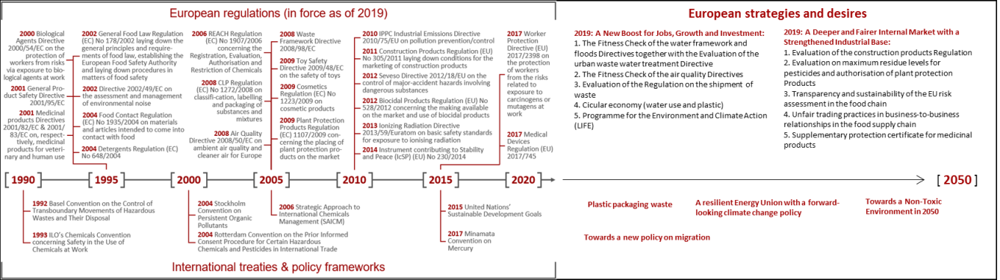 European regulations (in force as of 2019)
2000 Biological
Agents Directive
2000/54/EC on
the protection of
workers from risks
via exposure to bio-
logical agents at work
2001 General Pro-
duct Safety Directive
2001/95/EC
2001 Medicinal
products Directives
2001/82/EC & 2001/
83/EC on, respec-
tively, medicinal
products for veteri-
nary and human use
2002 General Food Law Regulation
(EC) No 178/2002 laying down the
general principles and require-
ments of food law, establishing the
European Food Safety Authority
and laying down procedures in
matters of food safety
2002 Directive 2002/49/EC on
the assessment and management
of environmental noise
2004 Food Contact Regulation
(EC) No 1935/2004 on materials
and articles intended to come into
contact with food
2004 Detergents Regulation (EC)
No 648/2004
2006 REACH Regulation
(EC) No 1907/2006
concerning the
Registration, Evaluation,
Authorisation and
Restriction of Chemicals
2008 CLP Regulation
(EC) No 1272/2008 on
classifi-cation, labelling
and packaging of
substances and
mixtures
2008 Air Quality
Directive 2008/50/EC on
ambient air quality and
cleaner air for Europe
2008 Waste
Framework Directive
2008/98/EC
2009 Toy Safety
Directive 2009/48/EC
on the safety of toys
2009 Cosmetics
Regulation (EC) No
1223/2009 on
cosmetic products
2009 Plant Protection
Products Regulation
(EC) 1107/2009 con-
cerning the placing of
plant protection pro-
ducts on the market
2010 IPPC Industrial Emissions Directive
2010/75/EU on pollution prevention/control
2011 Construction Products Regulation (EU)
No 305/2011 laying down conditions for the
marketing of construction products
2012 Seveso Directive 2012/18/EU on the
control of major-accident hazards involving
dangerous substances
2012 Biocidal Products Regulation (EU) No
528/2012 concerning the making available
on the market and use of biocidal products
2013 Ionizing Radiation Directive
2013/59/Euratom on basic safety standards
for exposure to ionising radiation
2014 Instrument contributing to Stability
and Peace (IcSP) (EU) No 230/2014
2017 Worker
Protection
Directive (EU)
2017/2398 on
the protection
of workers
from the risks
related to
exposure to
carcinogens or
mutagens at
work
2017 Medical
Devices
Regulation (EU)
2017/745
European strategies and desires
2019: A New Boost for Jobs, Growth and Investment:
1. The Fitness Check of the water framework and
floods Directives together with the Evaluation of the
urban waste water treatment Directive
2. The Fitness Check of the air quality Directives
3. Evaluation of the Regulation on the shipment of
waste
4. Cicular economy (water use and plastic)
5. Programme for the Environment and Climate Action
(LIFE)
2019: A Deeper and Fairer Internal Market with a
Strengthened Industrial Base:
1. Evaluation of the construction products Regulation
2. Evaluation on maximum residue levels for
pesticides and authorisation of plant protection
Products
3. Transparency and sustainability of the EU risk
assessment in the food chain
4. Unfair trading practices in business-to-business
relationships in the food supply chain
5. Supplementary protection certificate for medicinal
products
[1990] [1995] [2000] [2005] [2010] [2015] [2020] [2050]
1992 Basel Convention on the Control of
Transboundary Movements of Hazardous
Wastes and Their Disposal
1993 ILO's Chemicals Convention
concerning Safety in the Use of
Chemicals at Work
2004 Stockholm
Convention on
Persistent Organic
Pollutants
2004 Rotterdam Convention on the Prior Informed
Consent Procedure for Certain Hazardous
Chemicals and Pesticides in International Trade
2006 Strategic Approach to
International Chemicals
Management (SAICM)
2015 United Nations'
Sustainable Development Goals
2017 Minamata
Convention on
Mercury
Plastic packaging waste
A resilient Energy Union with a forward-
looking climate change policy
Towards a Non-Toxic
Environment in 2050
Towards a new policy on migration
International treaties & policy frameworks